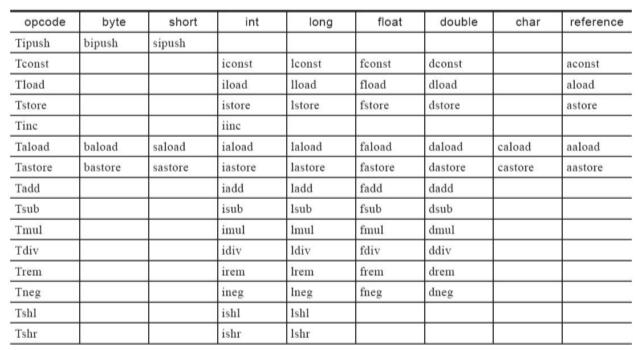 opcode byte short int long float double char reference
Tipush bipush sipush
Tconst iconst lconst fconst dconst aconst
Tload iload lload fload dload aload
Tstore istore lstore fstore dstore astore
Tinc iinc
Taload baload saload iaload laload faload daload caload aaload
Tastore bastore sastore iastore lastore fastore dastore castore aastore
Tadd iadd ladd fadd dadd
Tsub isub lsub fsub dsub
Tmul imul lmul fmul dmul
Tdiv idiv ldiv fdiv ddiv
Trem irem lrem frem drem
Tneg ineg lneg fneg dneg
Tshl ishl lshl
Tshr ishr lshr